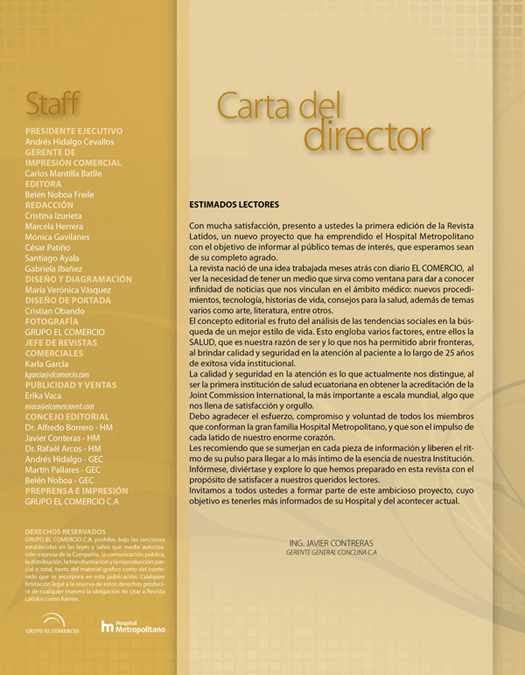 Staff
PRESIDENTE EJECUTIVO
Andrés Hidalgo Cevallos
GERENTE DE
IMPRESIÓN COMERCIAL
Carlos Mantilla Batlle
EDITORA
Belén Noboa Freile
REDACCIÓN
Cristina Izurieta
Marcela Herrera
Mónica Gavilanes
César Patiño
Santiago Ayala
Gabriela Ibañez
DISEÑO Y DIAGRAMACIÓN
María Verónica Vásquez
DISEÑO DE PORTADA
Cristian Obando
FOTOGRAFÍA
GRUPO EL COMERCIO
JEFE DE REVISTAS
COMERCIALES
Karla García
kgarcia@elcomercio.com
PUBLICIDAD Y VENTAS
Erika Vaca
evaca@elcomerciovnt.com
CONCEJO EDITORIAL
Dr. Alfredo Borrero - HM
Javier Conteras - HM
Dr. Rafaél Arcos - HM
Andrés Hidalgo - GEC
Martín Pallares - GEC
Belén Noboa - GEC
PREPRENSA E IMPRESIÓN
GRUPO EL COMERCIO C.A
DERECHOS RESERVADOS
GRUPO EL COMERCIO C.A. prohíbe, bajo las sanciones
establecidas en las leyes y salvo que medie autoriza-
ción expresa de la Compañía, la comunicación pública,
la distribución, la transformación y la reproducción par-
cial o total, tanto del material gráfico como del conte-
nido que se incorpora en esta publicación. Cualquier
limitación legal a la reserva de estos derechos produci-
ra de cualquier manera la obligación de citar a Revista
Latidos como fuente.
GRUPO EL COMERCIO
hm Hospital
Metropolitano
Carta del
director
ESTIMADOS LECTORES
Con mucha satisfacción, presento a ustedes la primera edición de la Revista
Latidos, un nuevo proyecto que ha emprendido el Hospital Metropolitano
con el objetivo de informar al público temas de interés, que esperamos sean
de su completo agrado.
La revista nació de una idea trabajada meses atrás con diario EL COMERCIO, al
ver la necesidad de tener un medio que sirva como ventana para dar a conocer
infinidad de noticias que nos vinculan en el ámbito médico: nuevos procedi-
mientos, tecnología, historias de vida, consejos para la salud, además de temas
varios como arte, literatura, entre otros.
El concepto editorial es fruto del análisis de las tendencias sociales en la bús-
queda de un mejor estilo de vida. Esto engloba varios factores, entre ellos la
SALUD, que es nuestra razón de ser y lo que nos ha permitido abrir fronteras,
al brindar calidad y seguridad en la atención al paciente a lo largo de 25 años
de exitosa vida institucional.
La calidad y seguridad en la atención es lo que actualmente nos distingue, al
ser la primera institución de salud ecuatoriana en obtener la acreditación de la
Joint Commission International, la más importante a escala mundial, algo que
nos llena de satisfacción y orgullo.
Debo agradecer el esfuerzo, compromiso y voluntad de todos los miembros
que conforman la gran familia Hospital Metropolitano, y que son el impulso de
cada latido de nuestro enorme corazón.
Les recomiendo que se sumerjan en cada pieza de información y liberen el rit-
mo de su pulso para llegar a lo más íntimo de la esencia de nuestra Institución.
Infórmese, diviértase y explore lo que hemos preparado en esta revista con el
propósito de satisfacer a nuestros queridos lectores.
Invitamos a todos ustedes a formar parte de este ambicioso proyecto, cuyo
objetivo es tenerles más informados de su Hospital y del acontecer actual.
ING. JAVIER CONTRERAS
GERENTE GENERAL CONCLINA C.A